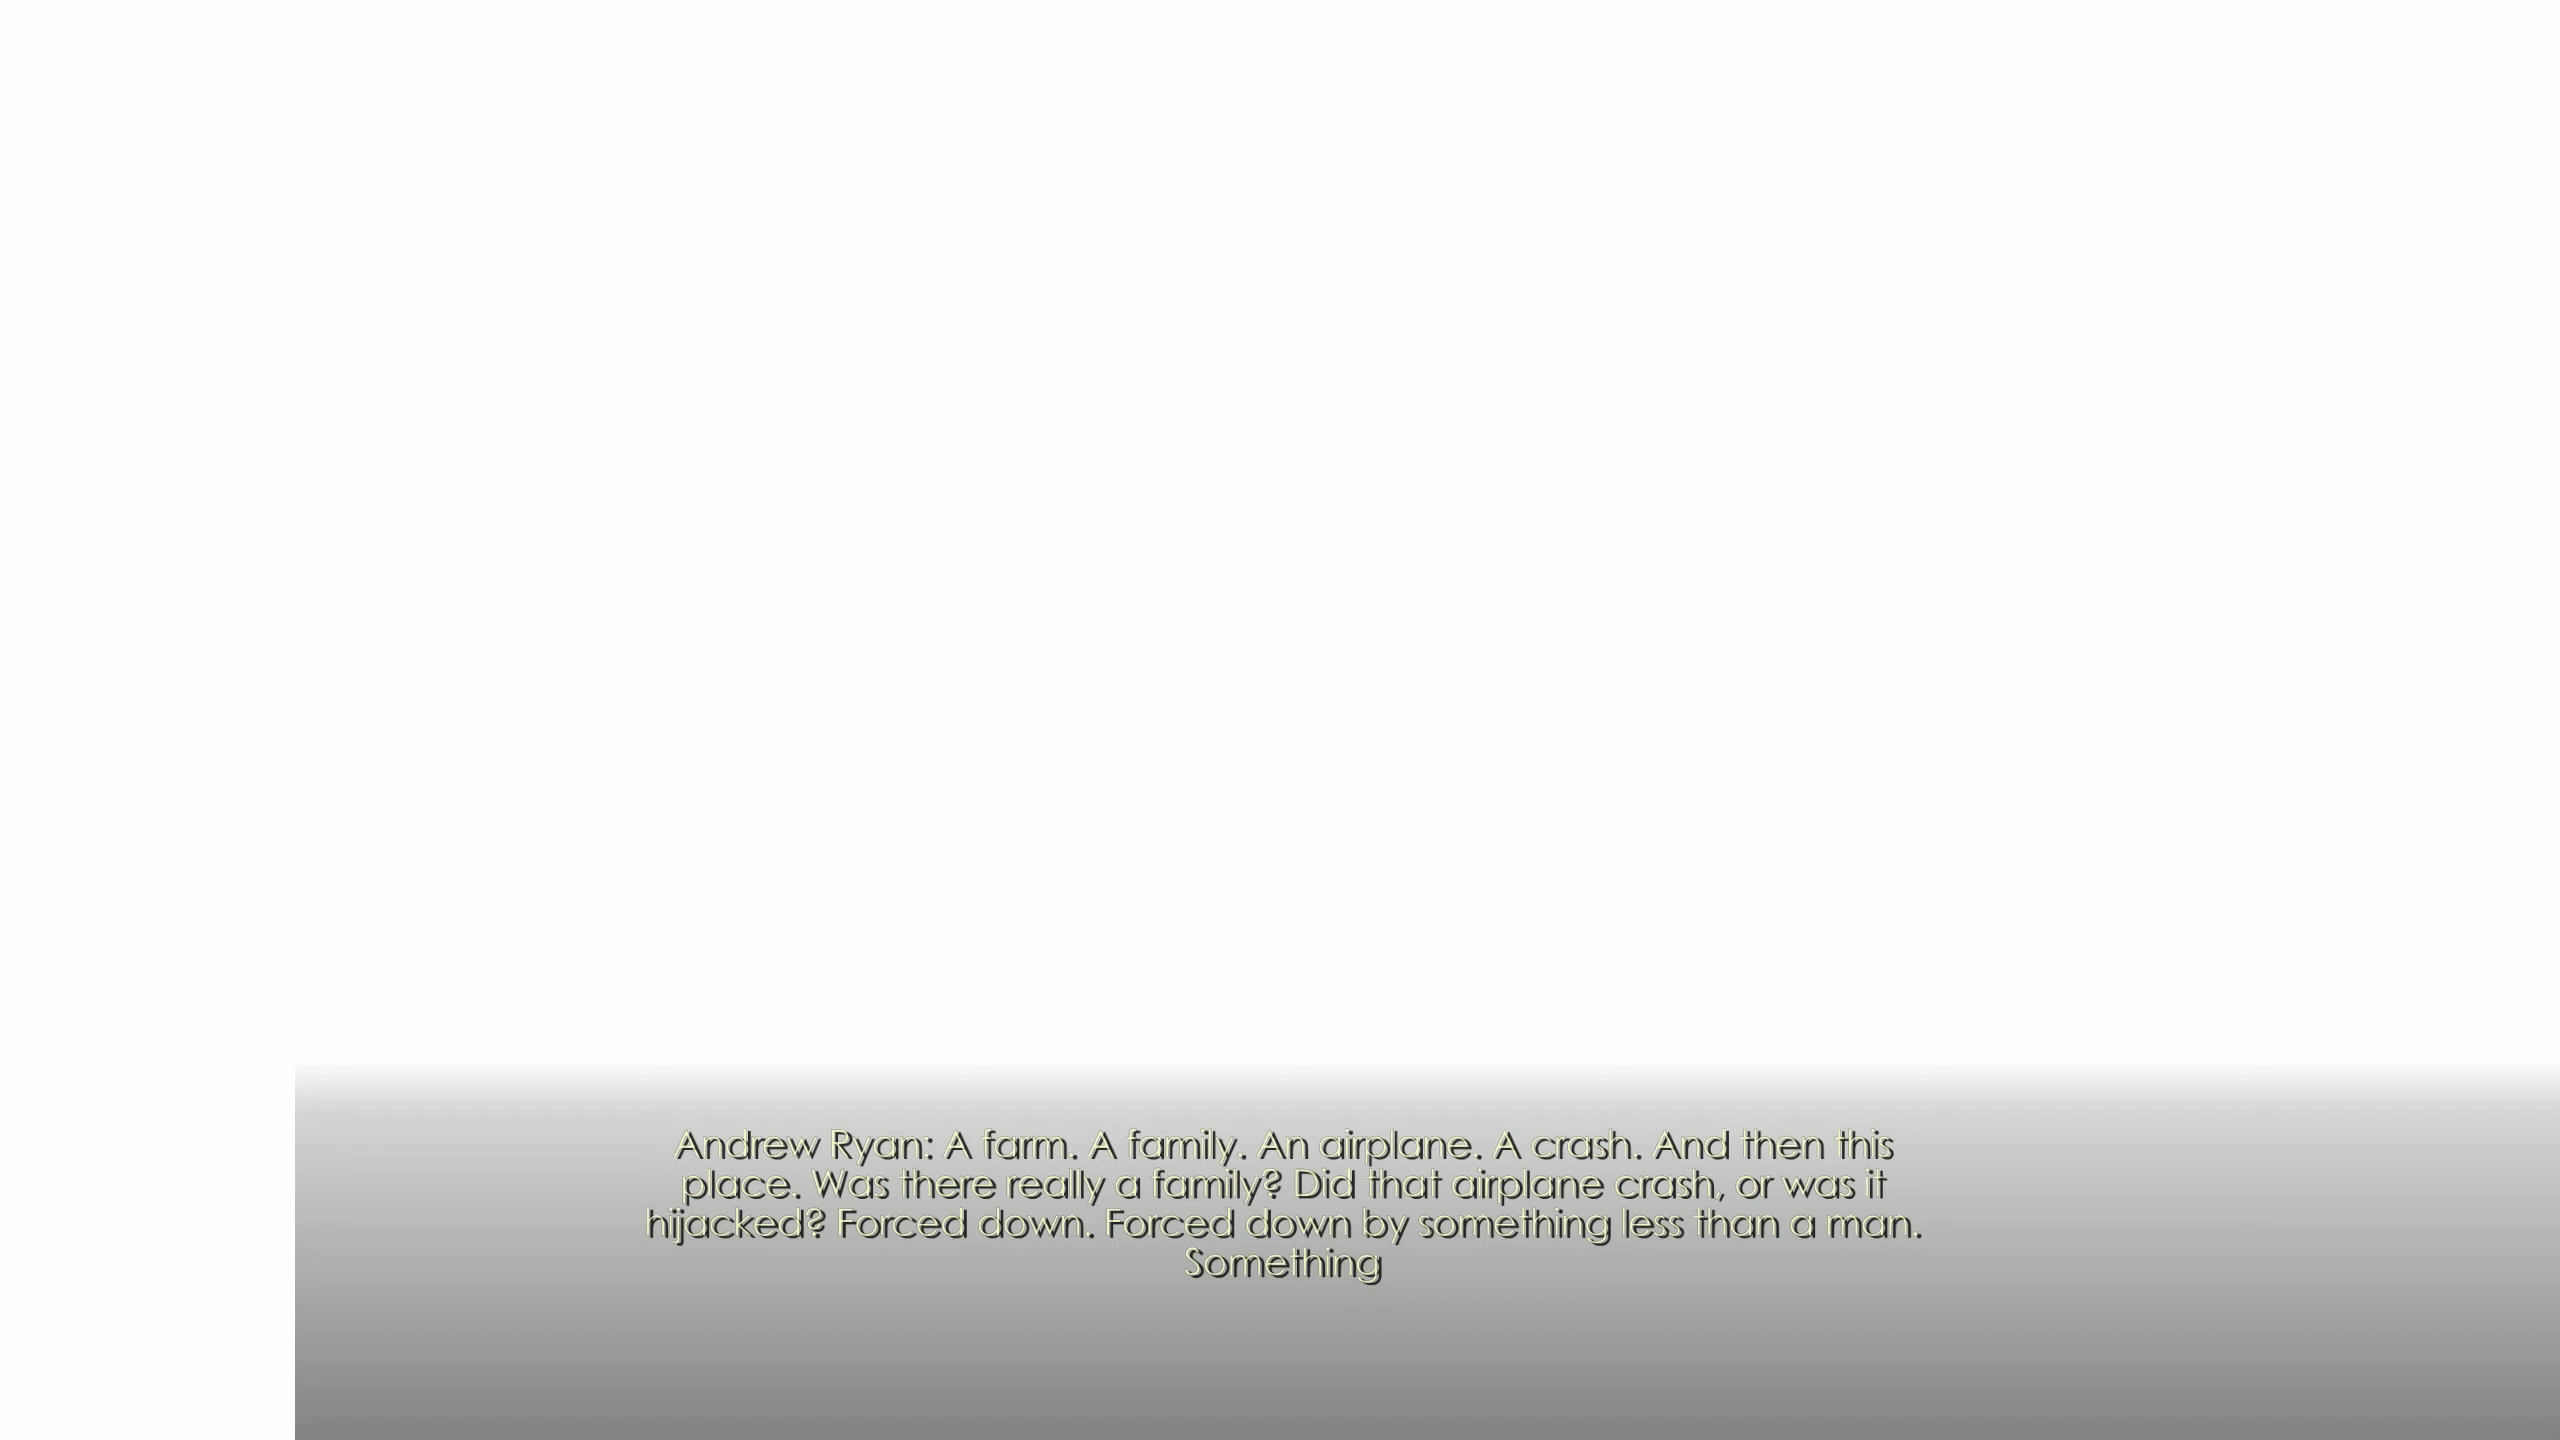 Andrew Ryan: A farm. A family. An airplane. A crash. And then this
place. Was there really a family? Did that airplane crash, or was it
hijacked? Forced down. Forced down by something less than a man.
Something